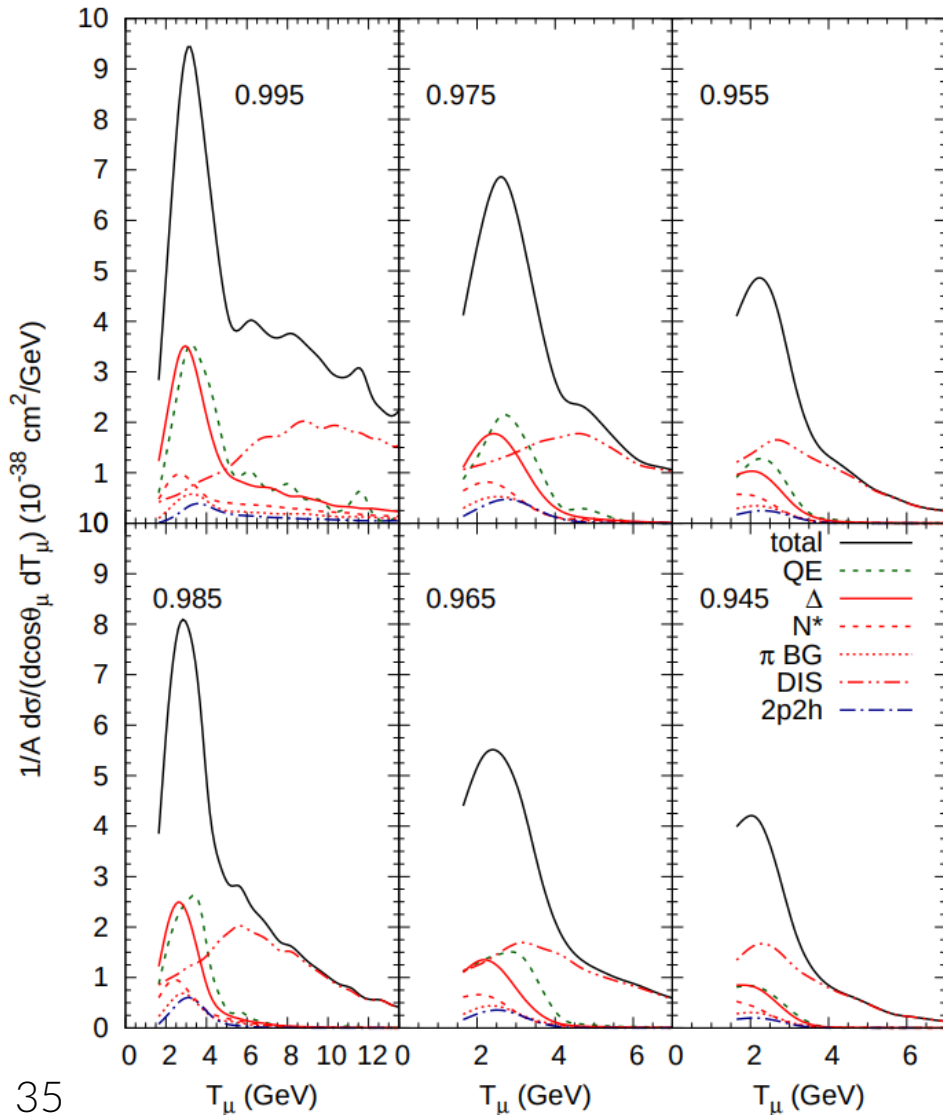 10
9
8
7
6
5
4
3
2
1
10
9
8
7
6
5
4
3
2
1
0
0.995
0.975
0.955
0.985
0.965
0.945
total
QE
Δ
N*
π BG
DIS
2p2h
1/A dσ/(dcosθμ dTμ) (10⁻³⁸ cm²/GeV)
0 2 4 6 8 10 12 0 2 4 6 0 2 4 6
Tμ (GeV) Tμ (GeV) Tμ (GeV)
35